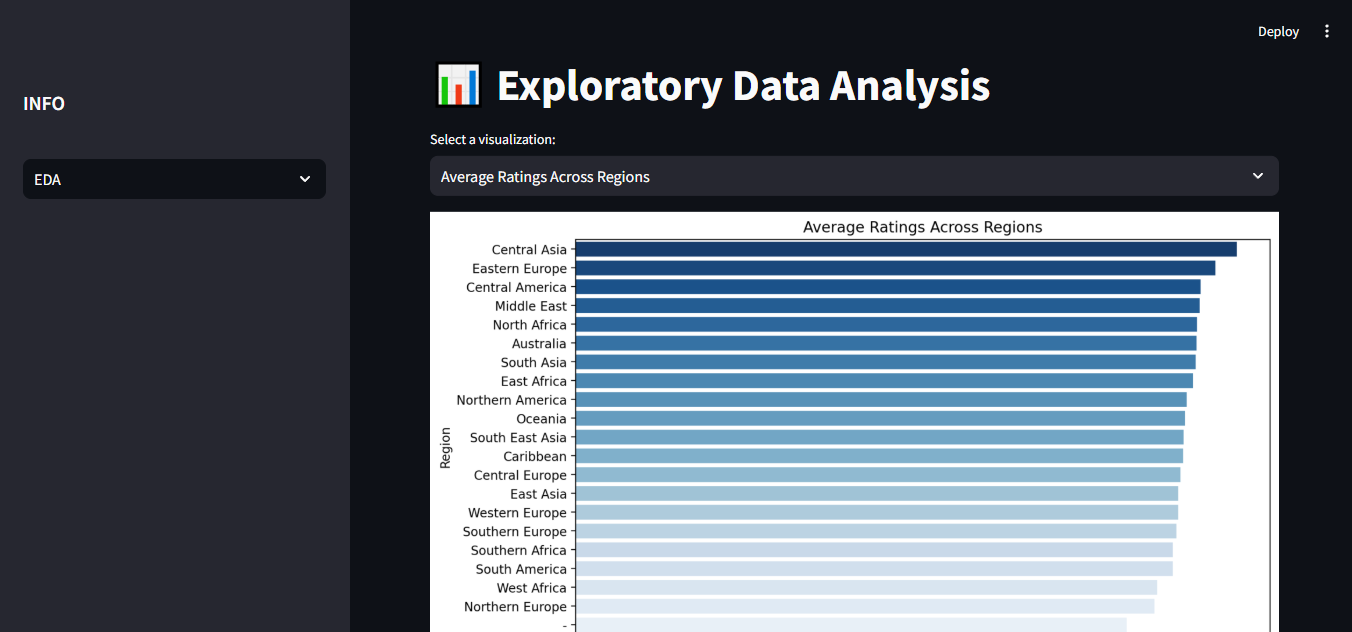 Deploy
INFO
EDA
Exploratory Data Analysis
Select a visualization:
Average Ratings Across Regions
Average Ratings Across Regions
Region
Central Asia
Eastern Europe
Central America
Middle East
North Africa
Australia
South Asia
East Africa
Northern America
Oceania
South East Asia
Caribbean
Central Europe
East Asia
Western Europe
Southern Europe
Southern Africa
South America
West Africa
Northern Europe
-